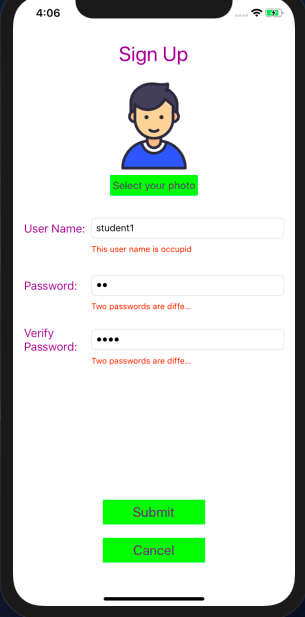 4:06
Sign Up
Select your photo
User Name: student1
This user name is occupid
Password: ••
Two passwords are diffe...
Verify
Password: ••••
Two passwords are diffe...
Submit
Cancel